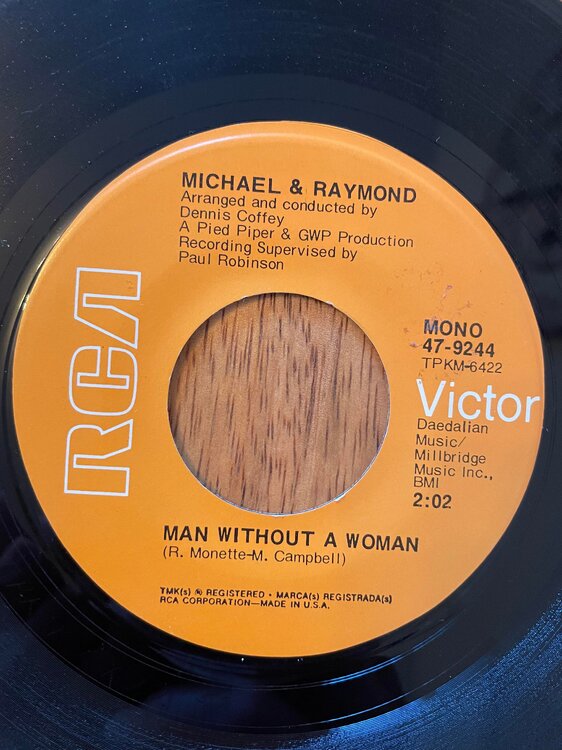 MICHAEL & RAYMOND
Arranged and conducted by
Dennis Coffey
A Pied Piper & GWP Production
Recording Supervised by
Paul Robinson
RCA
MONO
47-9244
TPKM-6422
Victor
Daedalian
Music/
Millbridge
Music Inc.,
BMI
2:02
MAN WITHOUT A WOMAN
(R. Monette-M. Campbell)
TMK(s) ® REGISTERED • MARCA(s) REGISTRADA(s)
RCA CORPORATION—MADE IN U.S.A.